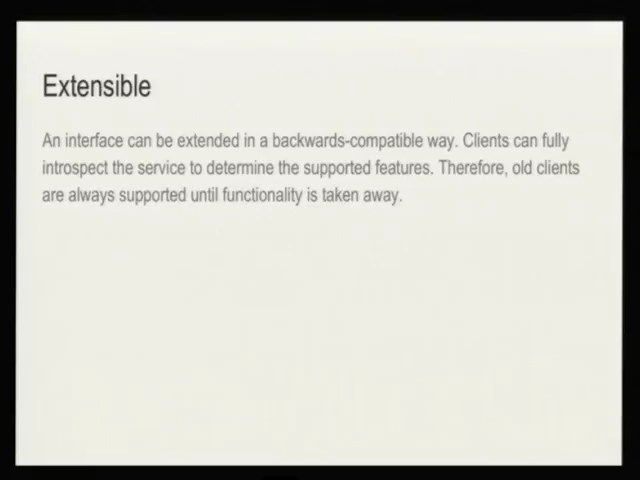 Extensible
An interface can be extended in a backwards-compatible way. Clients can fully
introspect the service to determine the supported features. Therefore, old clients
are always supported until functionality is taken away.